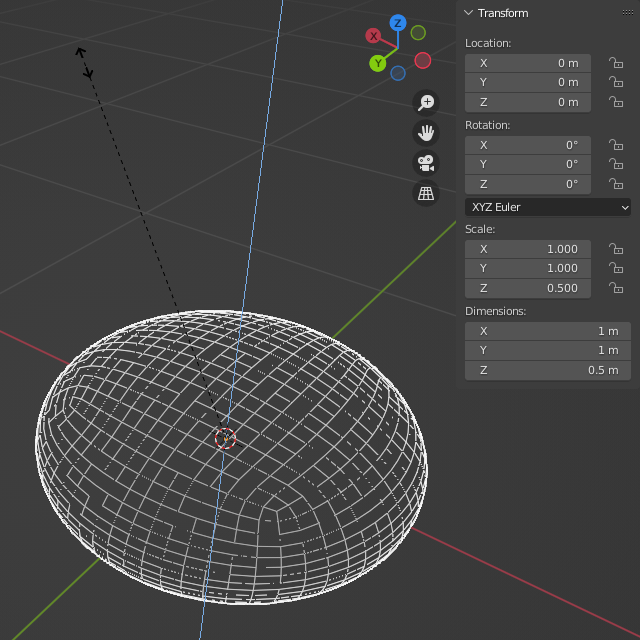 Transform
Location:
X 0 m
Y 0 m
Z 0 m
Rotation:
X 0°
Y 0°
Z 0°
XYZ Euler
Scale:
X 1.000
Y 1.000
Z 0.500
Dimensions:
X 1 m
Y 1 m
Z 0.5 m
Z
X
Y